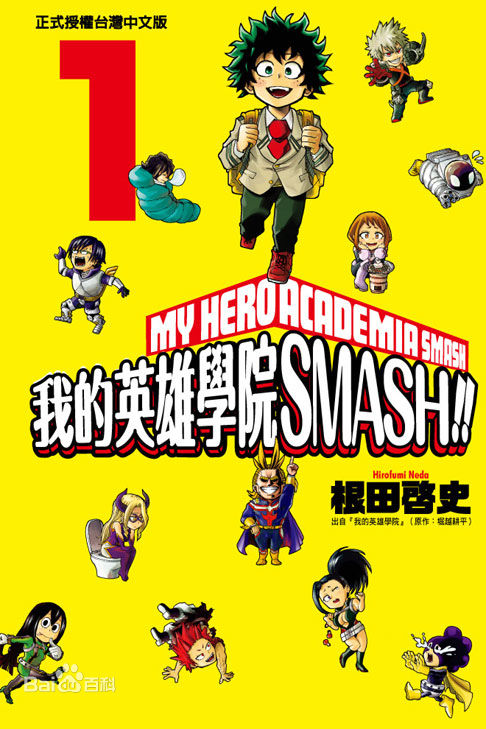 正式授權台灣中文版
1
MY HERO ACADEMIA SMASH
我的英雄學院SMASH!!
Hirofumi Neda
根田啓史
出自『我的英雄學院』(原作:堀越耕平)
Baidu百科